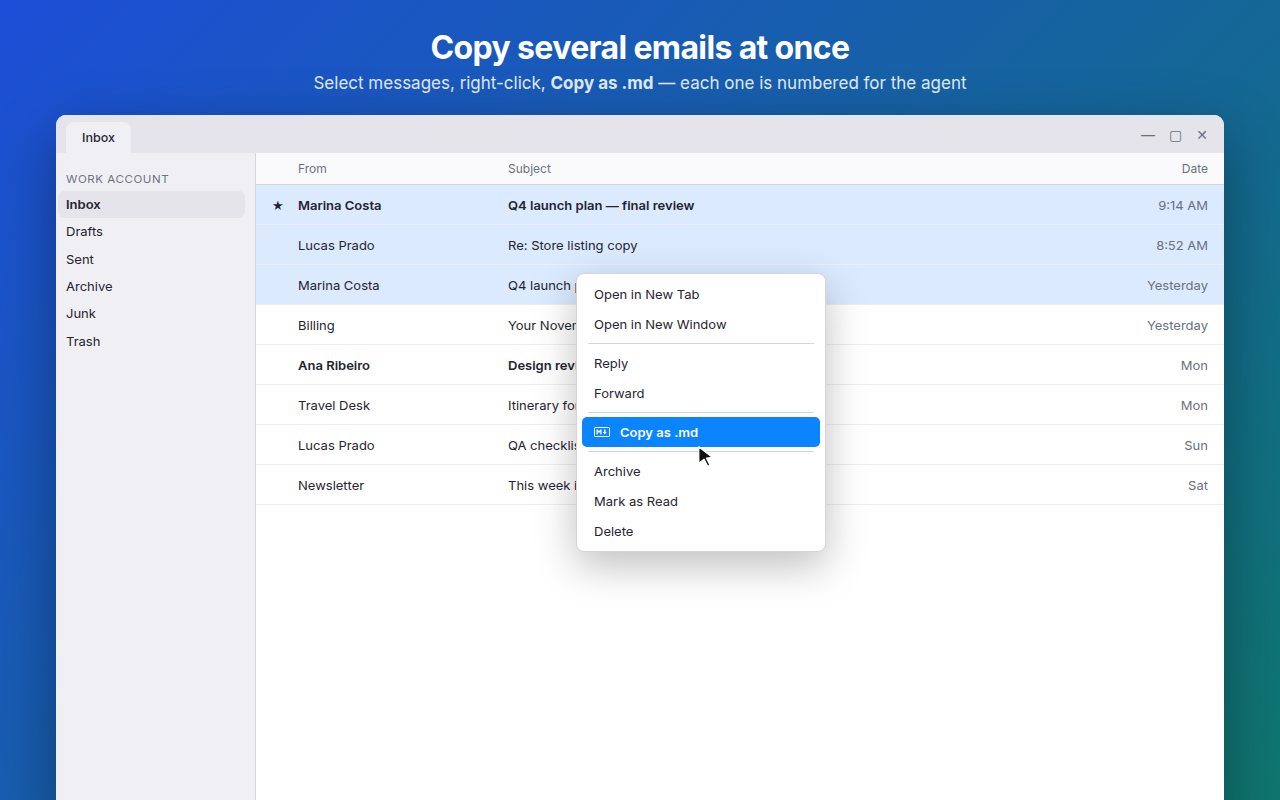 Copy several emails at once
Select messages, right-click, Copy as .md — each one is numbered for the agent
Inbox
WORK ACCOUNT
Inbox
Drafts
Sent
Archive
Junk
Trash
From Subject Date
★ Marina Costa Q4 launch plan — final review 9:14 AM
Lucas Prado Re: Store listing copy 8:52 AM
Marina Costa Q4 launch Yesterday
Billing Your Yesterday
Ana Ribeiro Design Mon
Travel Desk Itinerary Mon
Lucas Prado QA Sun
Newsletter This week Sat
Open in New Tab
Open in New Window
Reply
Forward
Copy as .md
Archive
Mark as Read
Delete